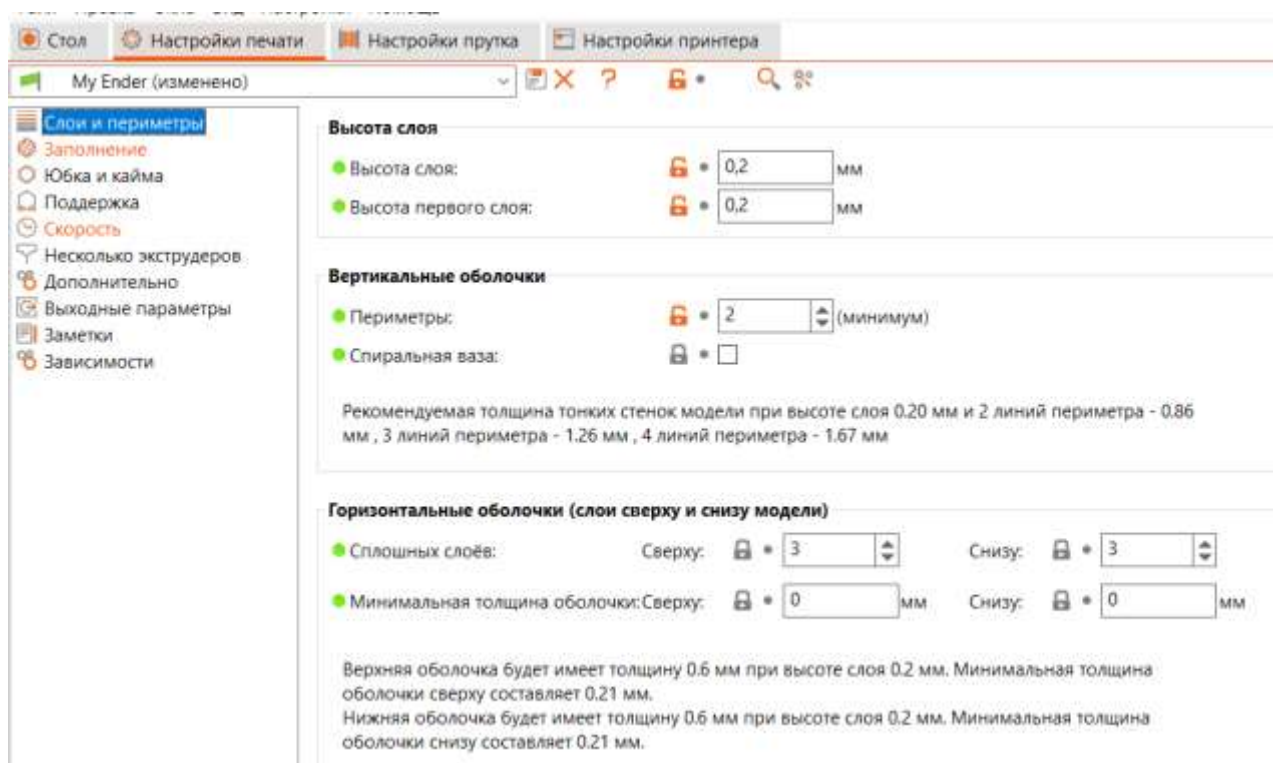 Стол Настройки печати Настройки прутка Настройки принтера
My Ender (изменено) ?
Слои и периметры
Заполнение
Юбка и кайма
Поддержка
Скорость
Несколько экструдеров
Дополнительно
Выходные параметры
Заметки
Зависимости
Высота слоя
Высота слоя: 0,2 мм
Высота первого слоя: 0,2 мм
Вертикальные оболочки
Периметры: 2 (минимум)
Спиральная ваза:
Рекомендуемая толщина тонких стенок модели при высоте слоя 0.20 мм и 2 линий периметра - 0.86
мм , 3 линий периметра - 1.26 мм , 4 линий периметра - 1.67 мм
Горизонтальные оболочки (слои сверху и снизу модели)
Сплошных слоёв: Сверху: 3 Снизу: 3
Минимальная толщина оболочки: Сверху: 0 мм Снизу: 0 мм
Верхняя оболочка будет имеет толщину 0.6 мм при высоте слоя 0.2 мм. Минимальная толщина
оболочки сверху составляет 0.21 мм.
Нижняя оболочка будет имеет толщину 0.6 мм при высоте слоя 0.2 мм. Минимальная толщина
оболочки снизу составляет 0.21 мм.